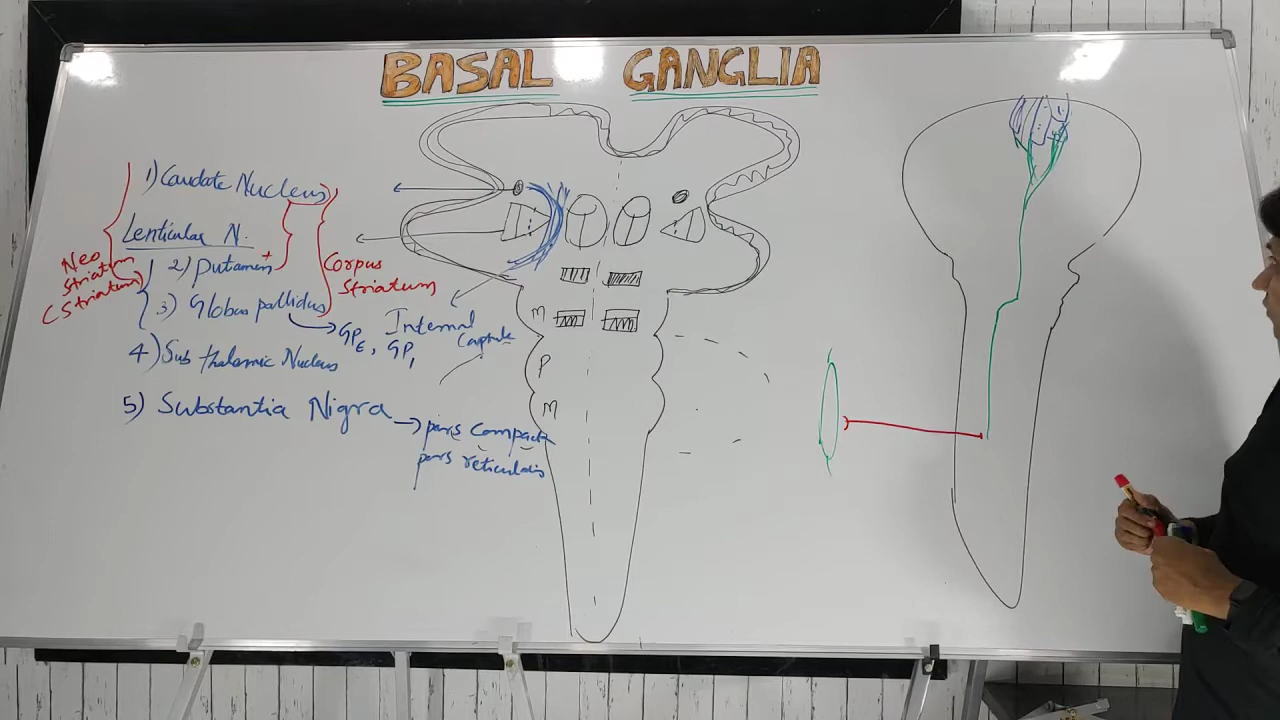 BASAL GANGLIA
1) Caudate Nucleus
Lenticular N.
2) Putamen +
3) Globus pallidus
Neo
Striatum
(Striatum)
Corpus
Striatum
GPE, GPI
Internal
Capsule
4) Sub thalamic Nucleus
5) Substantia Nigra
pars Compacta
pars reticularis
M
P
M